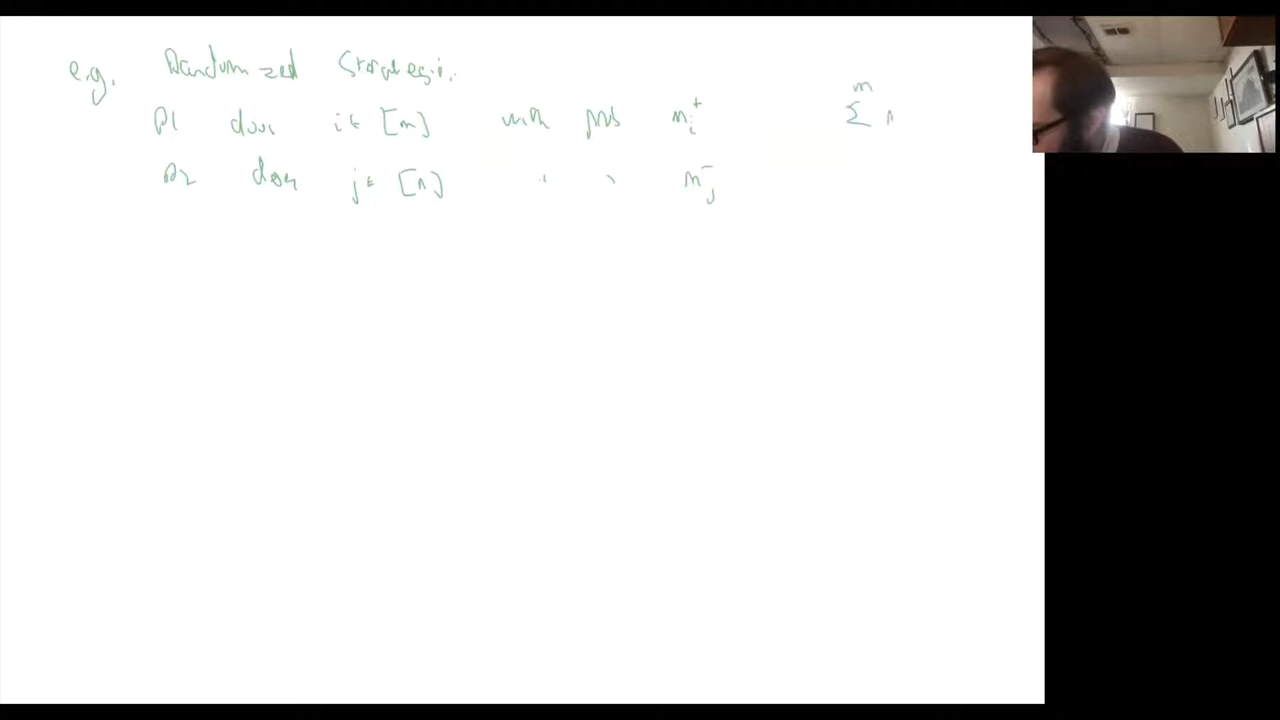 e.g. Randomized Strategies.
P1 does i ∈ [m] with prob m_i^+ ∑^m
P2 does j ∈ [n] " " m_j^-